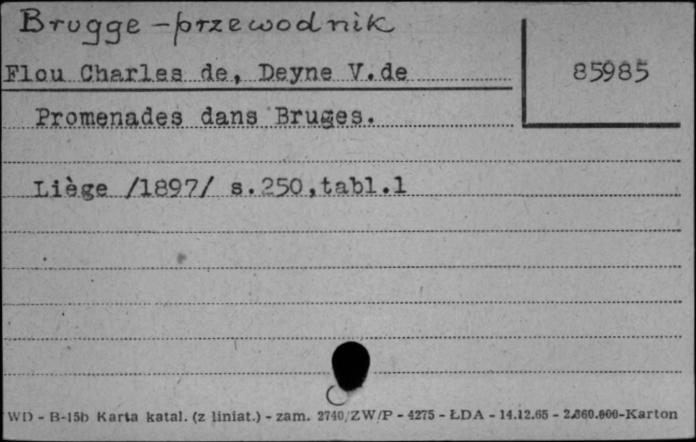 Brugge - przewodnik
Flou Charles de, Deyne V.de
85985
Promenades dans Bruges.
Liège /1897/ s.250,tabl.1
WD - B-15b Karta katal. (z liniat.) - zam. 2740/ZW/P - 4275 - ŁDA - 14.12.65 - 2.860.000-Karton